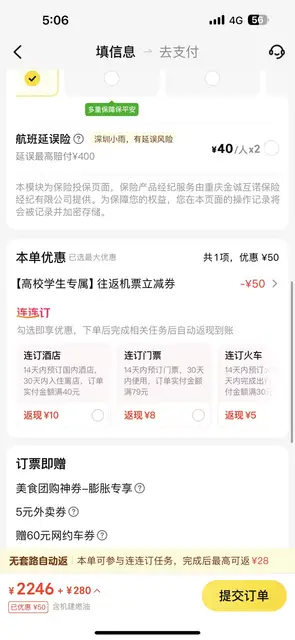 5:06
4G
56
填信息
去支付
多重保障保平安
航班延误险
深圳小雨，有延误风险
延误最高赔付¥400
¥40/人x2
本模块为保险投保页面，保险产品经纪服务由重庆金诚互诺保险
经纪有限公司提供。为保障您的权益，您在本页面的操作记录将
会被记录并加密存储。
本单优惠 已选最大优惠
共1项，优惠 ¥50
【高校学生专属】往返机票立减券
-¥50
连连订
勾选即享优惠，下单后完成相关任务后自动返现到账
连订酒店
14天内预订国内酒店，
30天内入住离店，订单
实付金额满40元
返现 ¥10
连订门票
14天内预订门票，30天
内使用，订单实付金额
满79元
返现 ¥8
连订火车
14天内预订
天内完成出行
付金额满30元
返现 ¥5
订票即赠
美食团购神券-膨胀专享
5元外卖券
赠60元网约车券
无套路自动返 本单可参与连连订任务，完成后最高可返 ¥28
¥2246 + ¥280
已优惠 ¥50 含机建燃油
提交订单